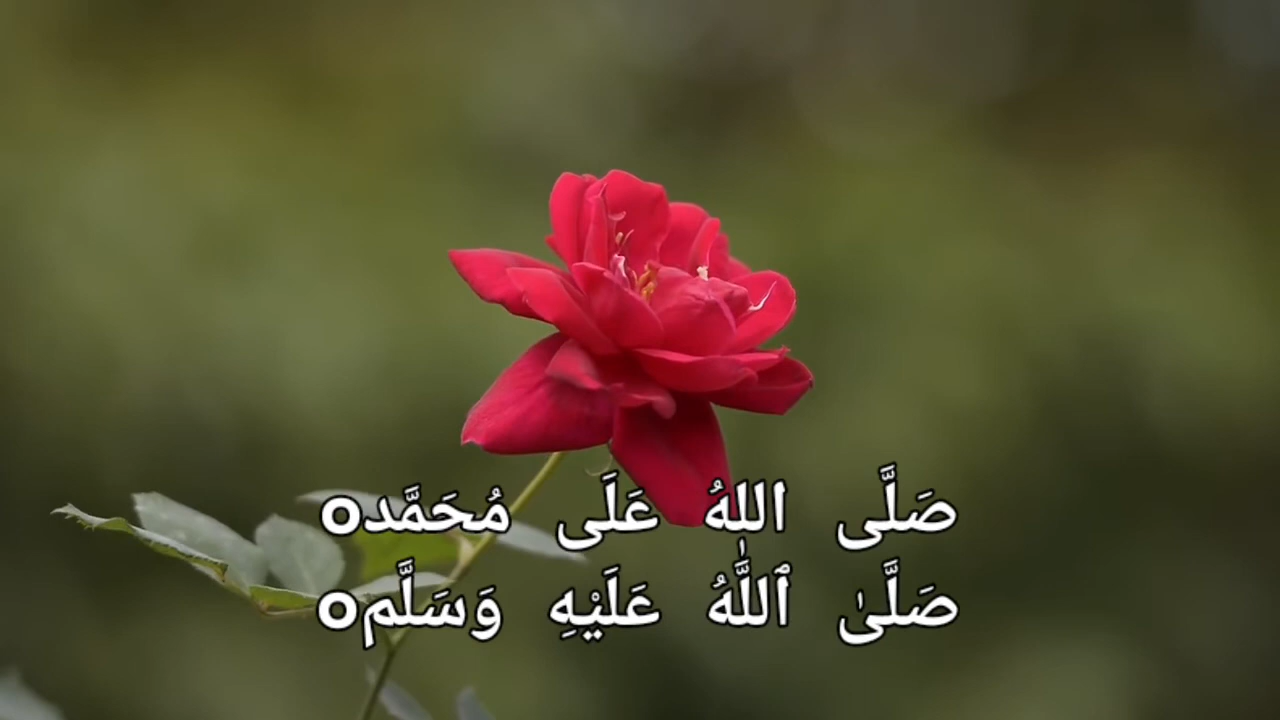 صَلَّى اللهُ عَلَى مُحَمَّد○
صَلَّىٰ ٱللَّٰهُ عَلَيْهِ وَسَلَّم○